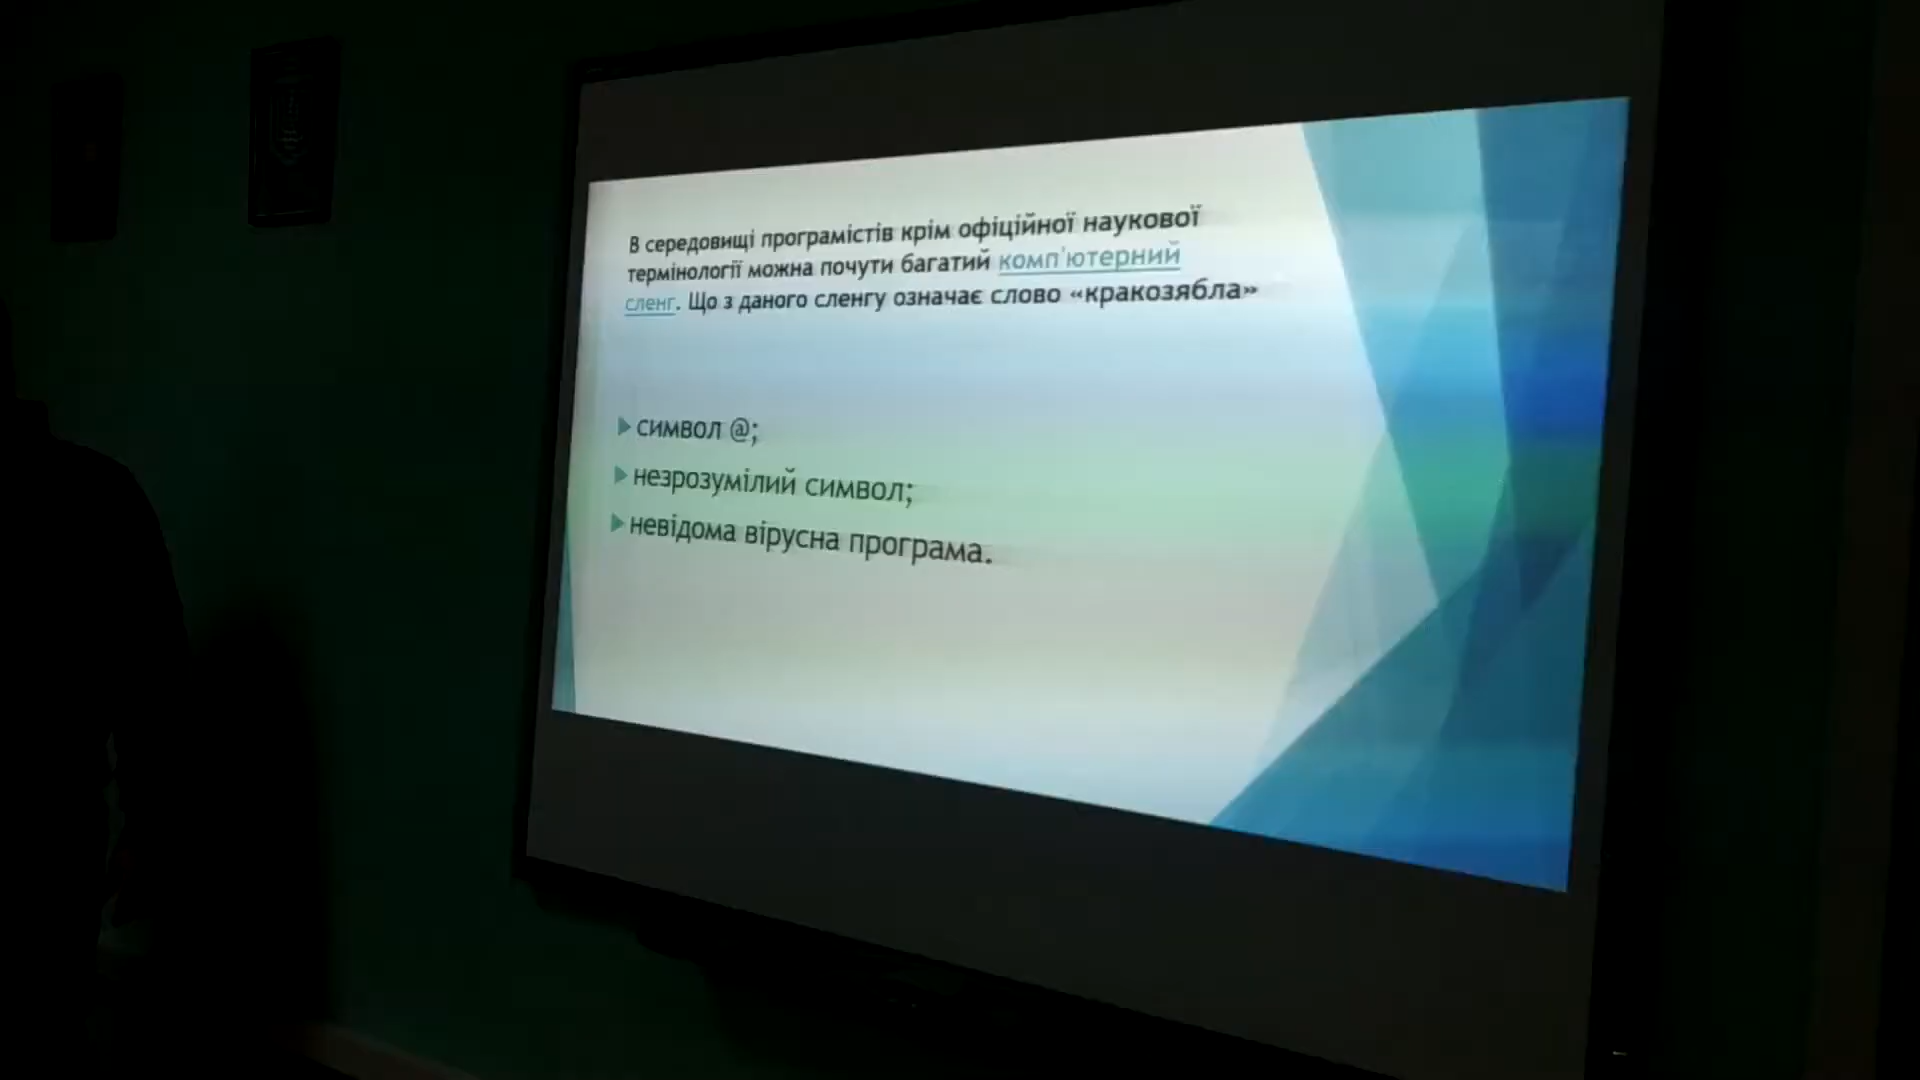 В середовищі програмістів крім офіційної наукової
термінології можна почути багатий комп'ютерний
сленг. Що з даного сленгу означає слово «кракозябла»
символ @;
незрозумілий символ;
невідома вірусна програма.